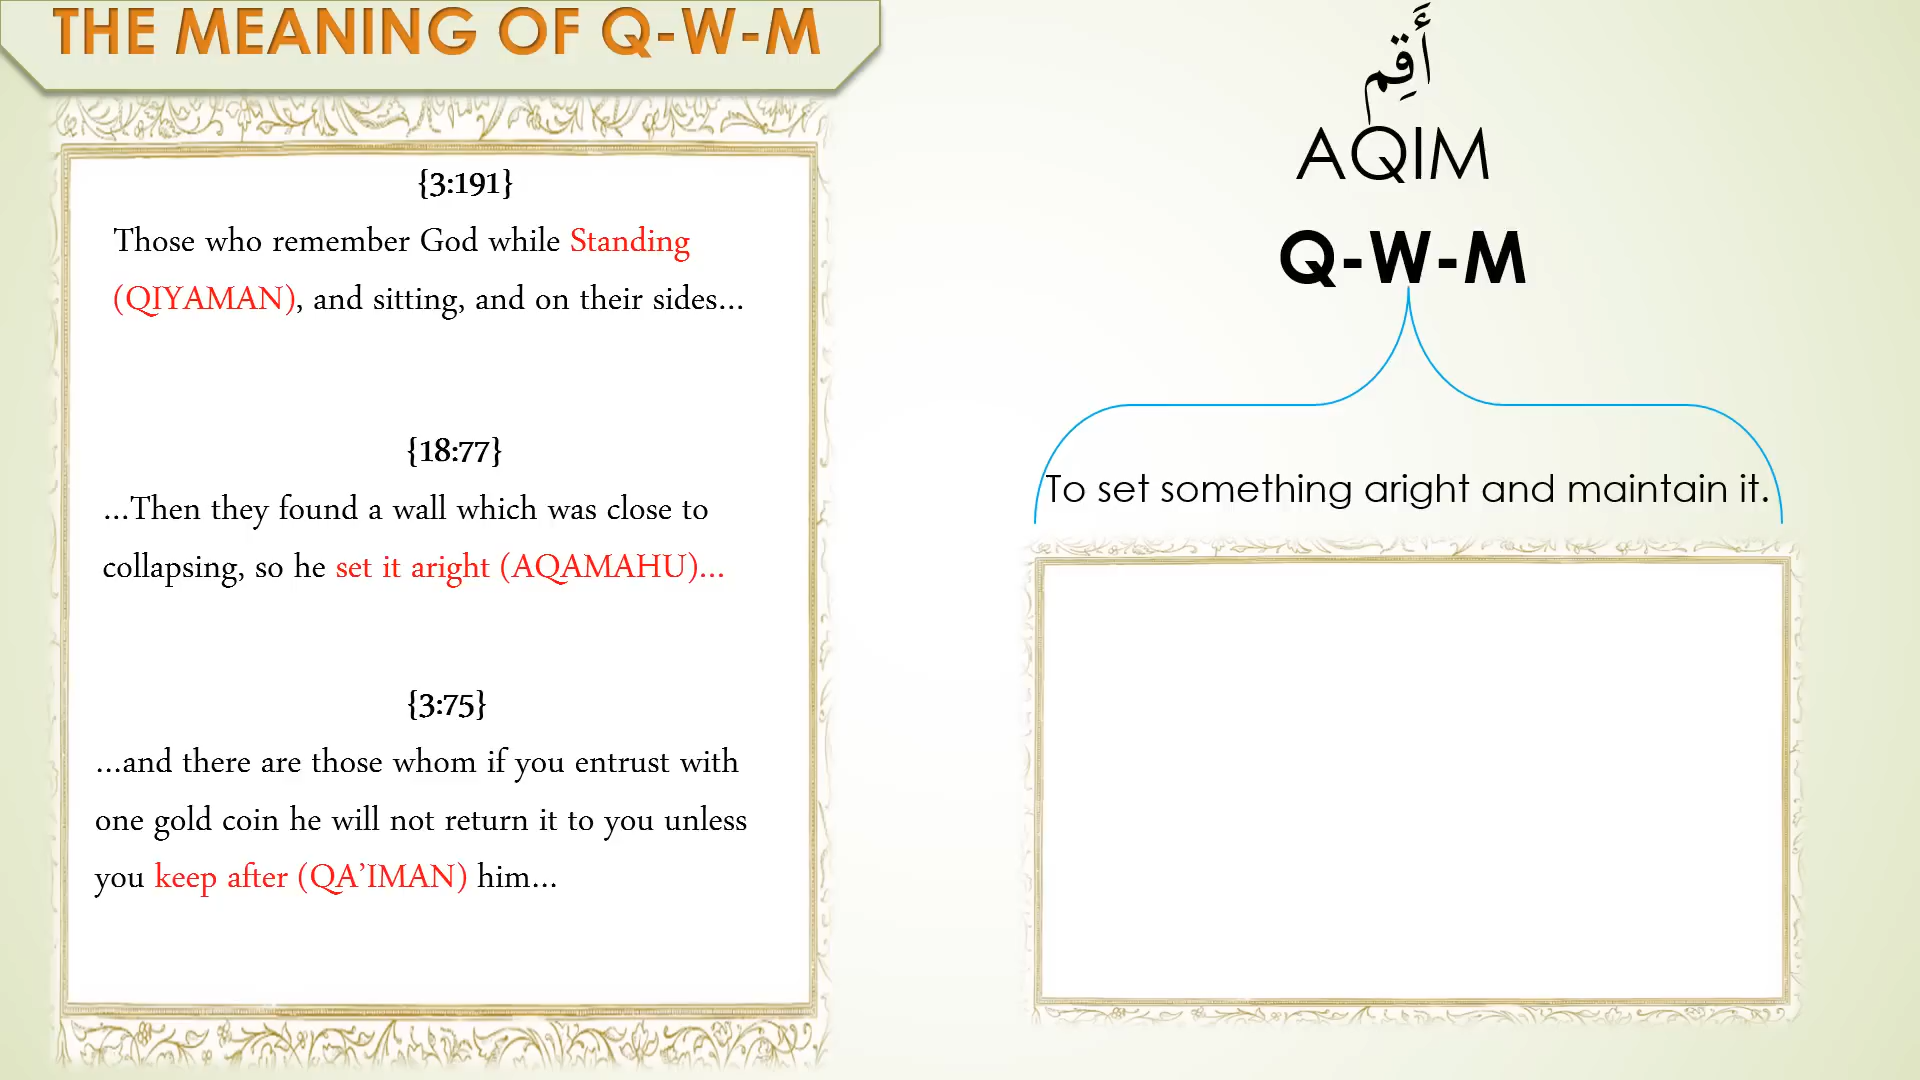 THE MEANING OF Q-W-M
{3:191}
Those who remember God while Standing
(QIYAMAN), and sitting, and on their sides...
{18:77}
...Then they found a wall which was close to
collapsing, so he set it aright (AQAMAHU)...
{3:75}
...and there are those whom if you entrust with
one gold coin he will not return it to you unless
you keep after (QA’IMAN) him...
أَقِم
AQIM
Q-W-M
To set something aright and maintain it.